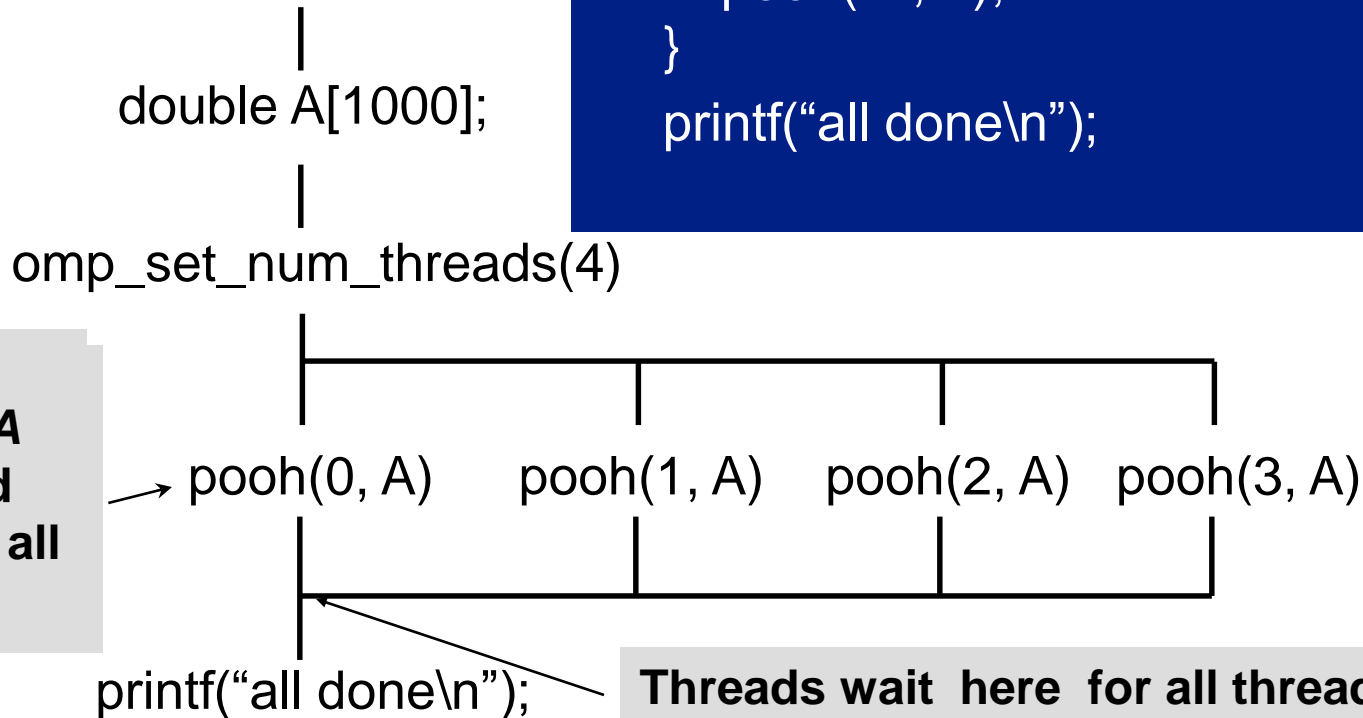 }
printf(“all done\n”);
double A[1000];
omp_set_num_threads(4)
A
all
pooh(0, A) pooh(1, A) pooh(2, A) pooh(3, A)
printf(“all done\n”);
Threads wait here for all